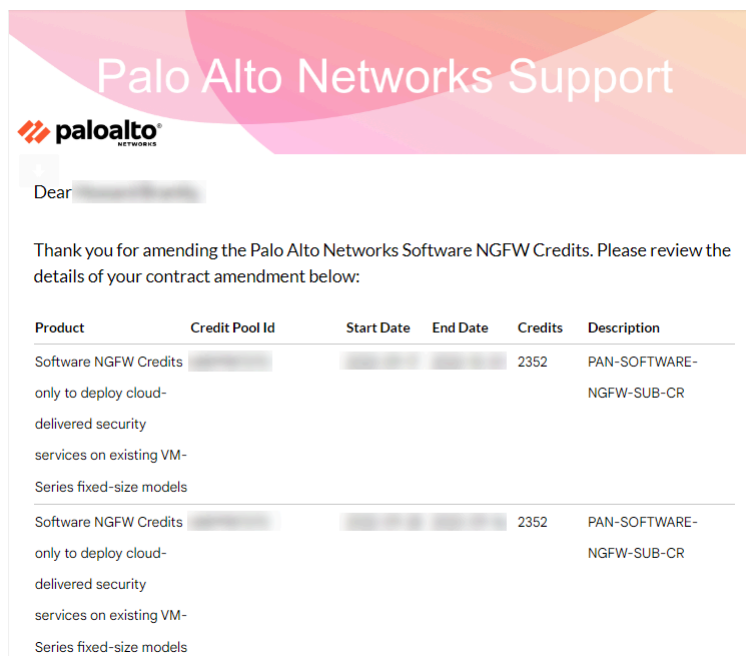 Palo Alto Networks Support
paloalto®
NETWORKS
Dear
Thank you for amending the Palo Alto Networks Software NGFW Credits. Please review the
details of your contract amendment below:
Product Credit Pool Id Start Date End Date Credits Description
Software NGFW Credits 2352 PAN-SOFTWARE-
only to deploy cloud- NGFW-SUB-CR
delivered security
services on existing VM-
Series fixed-size models
Software NGFW Credits 2352 PAN-SOFTWARE-
only to deploy cloud- NGFW-SUB-CR
delivered security
services on existing VM-
Series fixed-size models